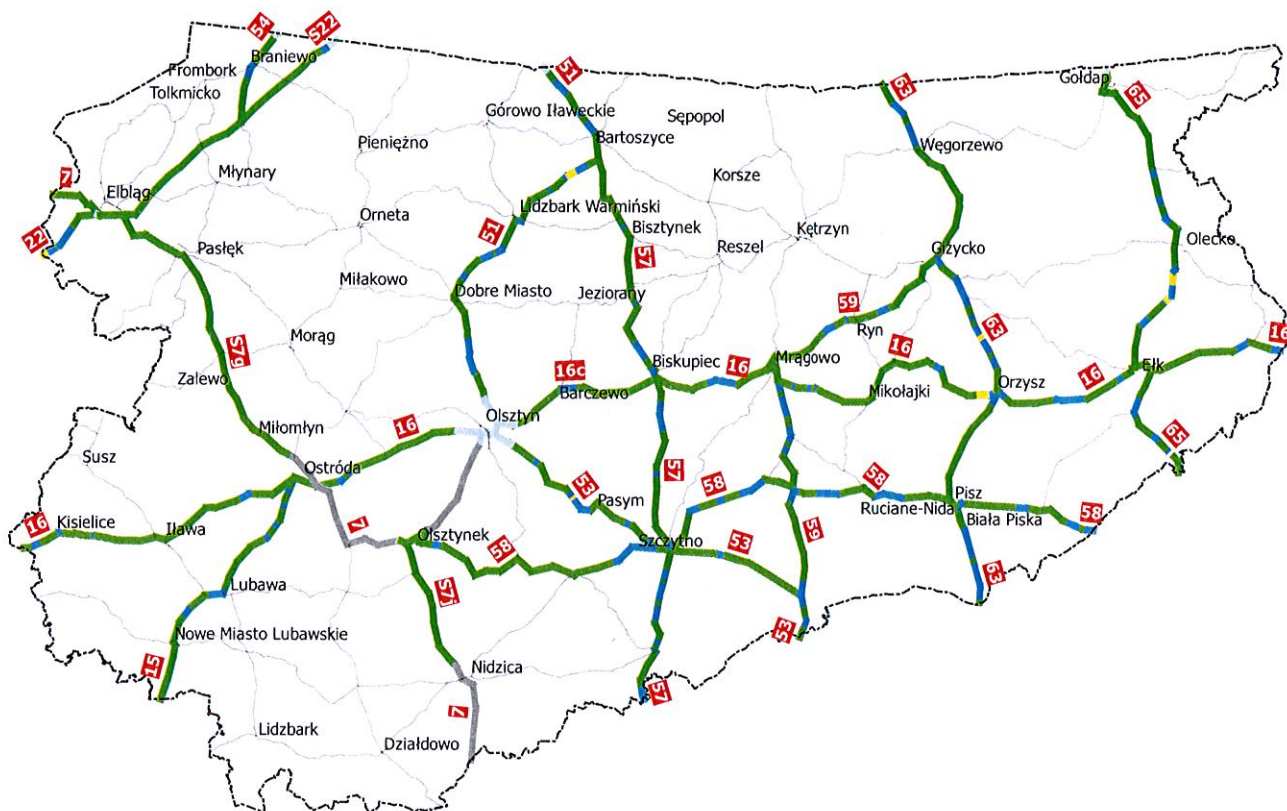 54
S22
Braniewo
Frombork
Tolkmicko
51
Górowo Iławeckie
Sępopol
63
Gołdap
65
Bartoszyce
Pieniężno
Węgorzewo
Młynary
7
Elbląg
Korsze
Lidzbark Warmiński
Orneta
Bisztynek
Kętrzyn
22
Pasłęk
51
57
Reszel
Giżycko
Olecko
Miłakowo
Dobre Miasto
Jeziorany
59
Ryn
63
Morąg
S7b
16
Zalewo
Biskupiec
16
Mrągowo
16
16c
Barczewo
Mikołajki
Orzysz
16
Ełk
Olsztyn
Miłomłyn
16
Susz
Ostróda
65
57
53
Pasym
58
58
Pisz
Ruciane-Nida
Biała Piska
58
16
Kisielice
Iława
7
Olsztynek
Szczytno
53
59
58
Lubawa
S7j
63
Nowe Miasto Lubawskie
53
15
Nidzica
57
7
Lidzbark
Działdowo